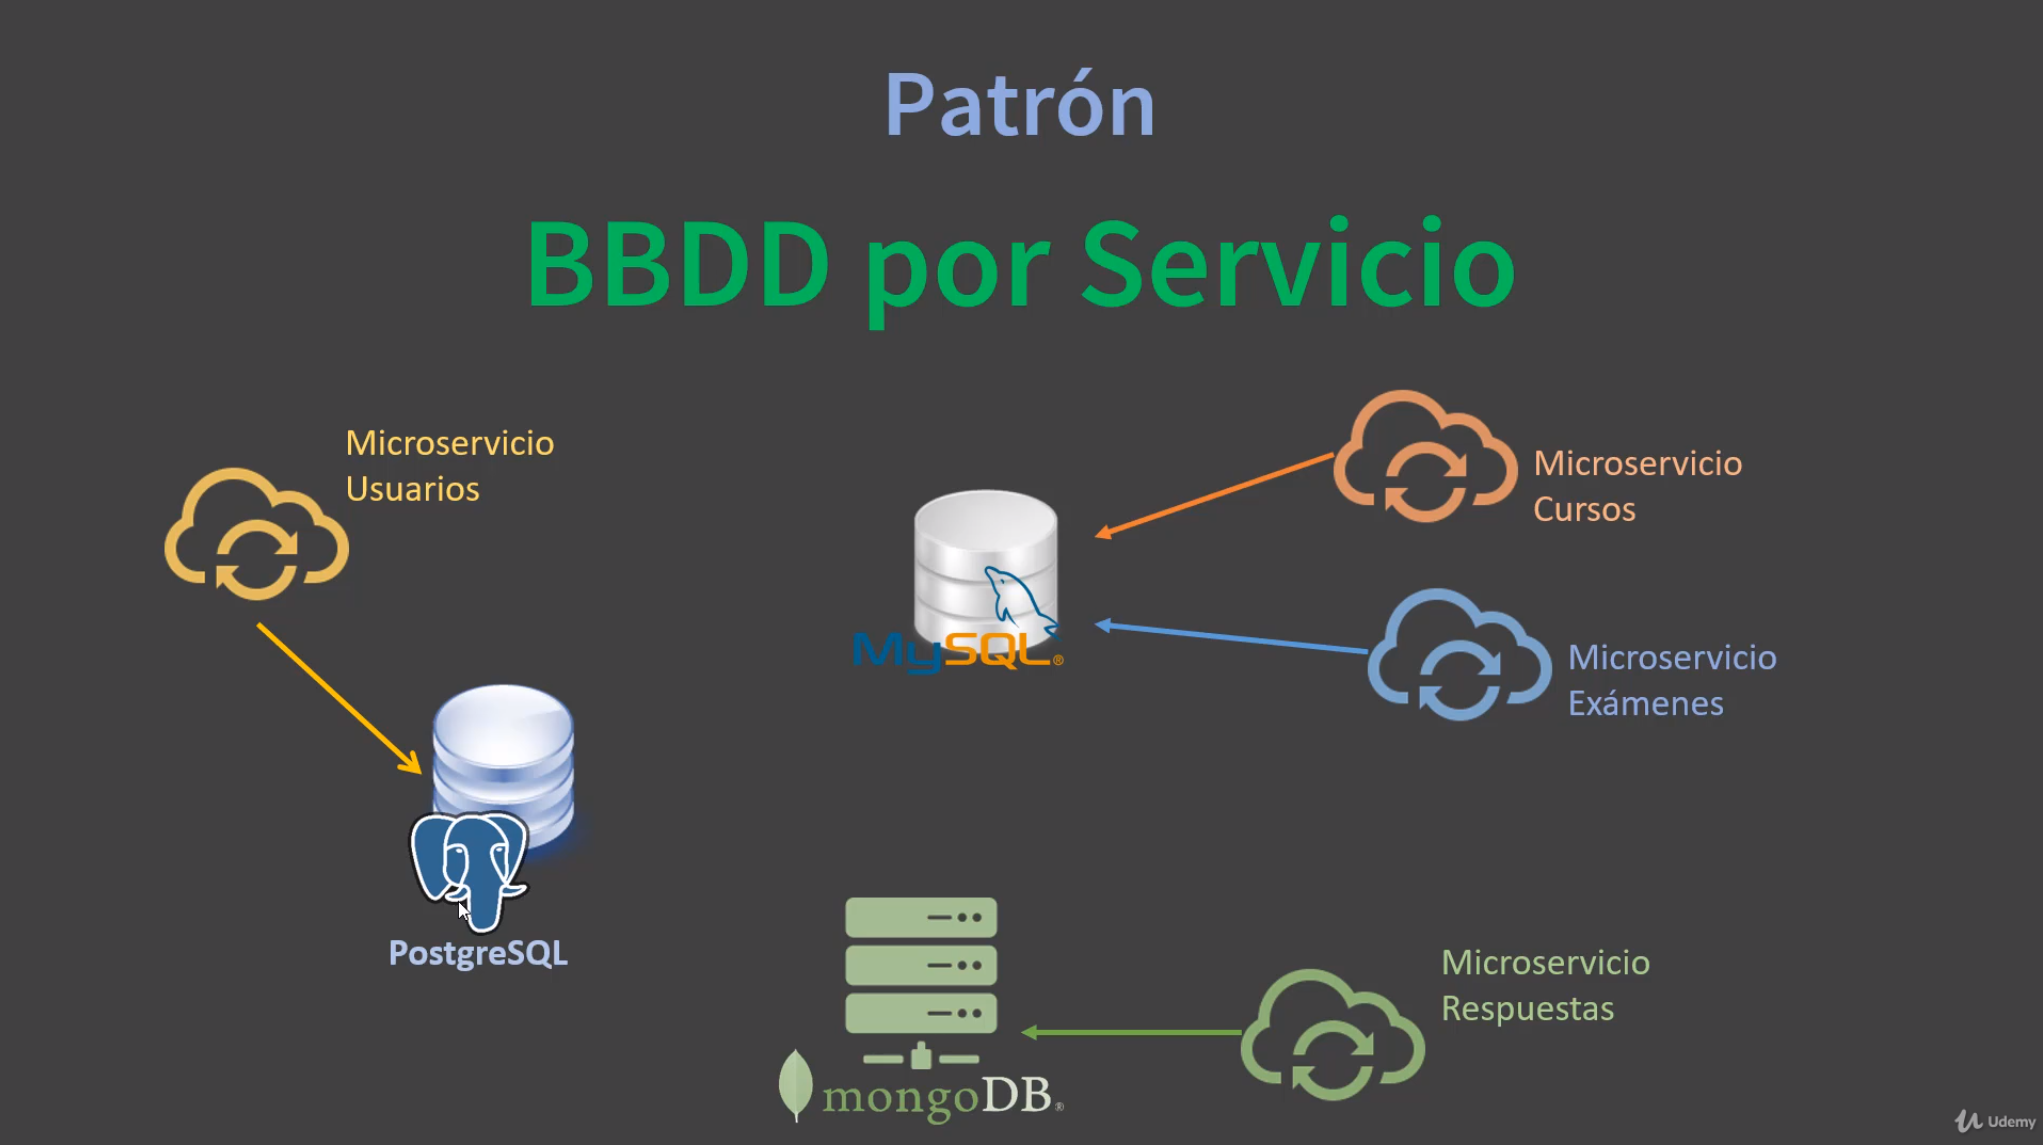 Patrón
BBDD por Servicio
Microservicio
Usuarios
PostgreSQL
MySQL®
Microservicio
Cursos
Microservicio
Exámenes
mongoDB®
Microservicio
Respuestas
Udemy